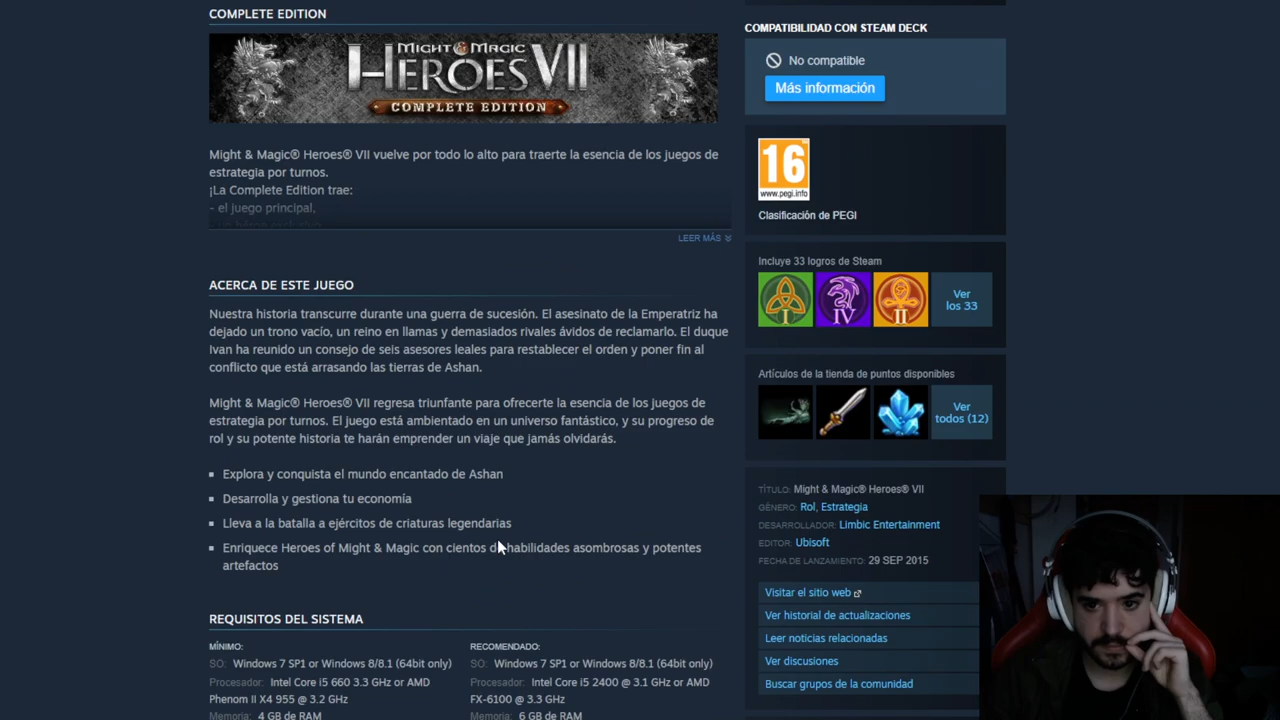 COMPLETE EDITION
MIGHT & MAGIC
HEROES VII
COMPLETE EDITION
Might & Magic® Heroes® VII vuelve por todo lo alto para traerte la esencia de los juegos de
estrategia por turnos.
¡La Complete Edition trae:
- el juego principal,
LEER MÁS
ACERCA DE ESTE JUEGO
Nuestra historia transcurre durante una guerra de sucesión. El asesinato de la Emperatriz ha
dejado un trono vacío, un reino en llamas y demasiados rivales ávidos de reclamarlo. El duque
Ivan ha reunido un consejo de seis asesores leales para restablecer el orden y poner fin al
conflicto que está arrasando las tierras de Ashan.
Might & Magic® Heroes® VII regresa triunfante para ofrecerte la esencia de los juegos de
estrategia por turnos. El juego está ambientado en un universo fantástico, y su progreso de
rol y su potente historia te harán emprender un viaje que jamás olvidarás.
Explora y conquista el mundo encantado de Ashan
Desarrolla y gestiona tu economía
Lleva a la batalla a ejércitos de criaturas legendarias
Enriquece Heroes of Might & Magic con cientos de habilidades asombrosas y potentes
artefactos
REQUISITOS DEL SISTEMA
MÍNIMO:
SO: Windows 7 SP1 or Windows 8/8.1 (64bit only)
Procesador: Intel Core i5 660 3.3 GHz or AMD
Phenom II X4 955 @ 3.2 GHz
Memoria: 4 GB de RAM
RECOMENDADO:
SO: Windows 7 SP1 or Windows 8/8.1 (64bit only)
Procesador: Intel Core i5 2400 @ 3.1 GHz or AMD
FX-6100 @ 3.3 GHz
Memoria: 6 GB de RAM
COMPATIBILIDAD CON STEAM DECK
No compatible
Más información
16
www.pegi.info
Clasificación de PEGI
Incluye 33 logros de Steam
I
IV
II
Ver
los 33
Artículos de la tienda de puntos disponibles
Ver
todos (12)
TÍTULO: Might & Magic® Heroes® VII
GÉNERO: Rol, Estrategia
DESARROLLADOR: Limbic Entertainment
EDITOR: Ubisoft
FECHA DE LANZAMIENTO: 29 SEP 2015
Visitar el sitio web
Ver historial de actualizaciones
Leer noticias relacionadas
Ver discusiones
Buscar grupos de la comunidad